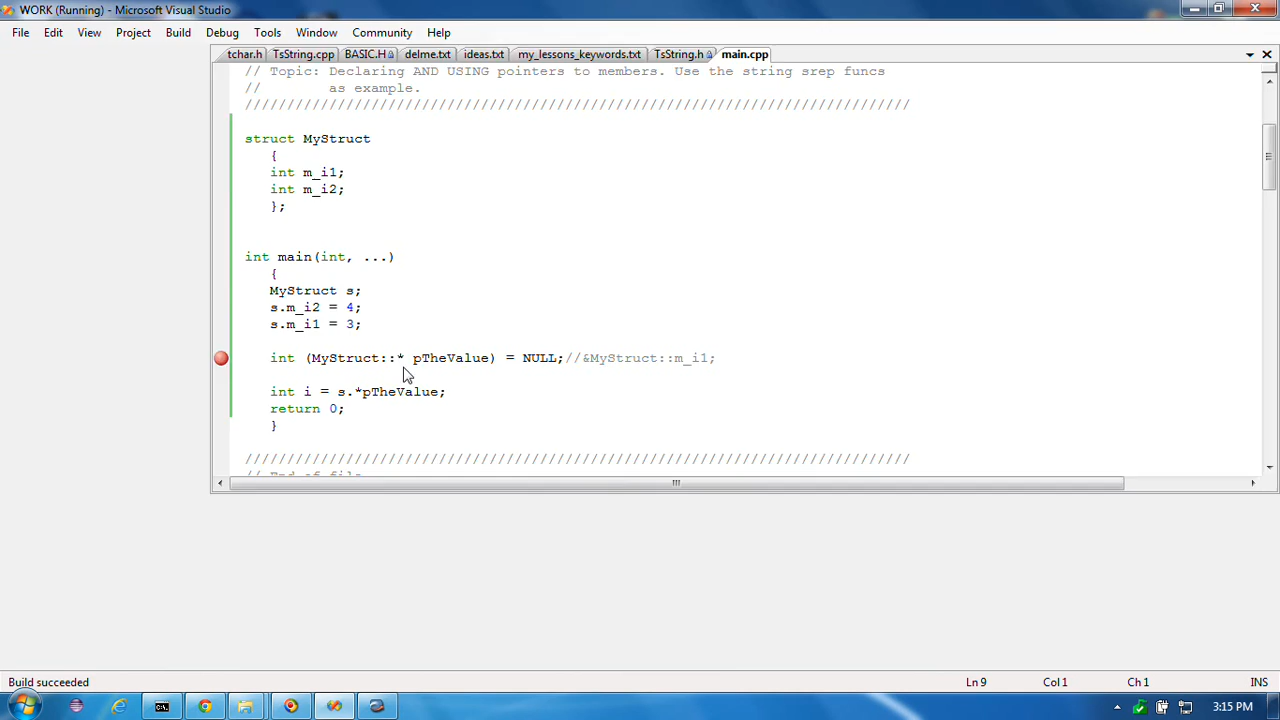 WORK (Running) - Microsoft Visual Studio
File Edit View Project Build Debug Tools Window Community Help
tchar.h TsString.cpp BASIC.H delme.txt ideas.txt my_lessons_keywords.txt TsString.h main.cpp
// Topic: Declaring AND USING pointers to members. Use the string srep funcs
// as example.
////////////////////////////////////////////////////////////////////////////////
struct MyStruct
{
int m_i1;
int m_i2;
};
int main(int, ...)
{
MyStruct s;
s.m_i2 = 4;
s.m_i1 = 3;
int (MyStruct::* pTheValue) = NULL;//&MyStruct::m_i1;
int i = s.*pTheValue;
return 0;
}
////////////////////////////////////////////////////////////////////////////////
// End of file
Build succeeded Ln 9 Col 1 Ch 1 INS
3:15 PM